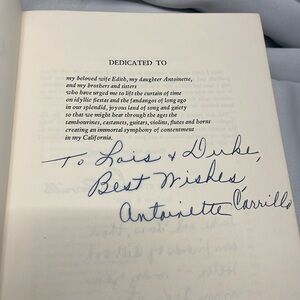 DEDICATED TO
my beloved wife Edith, my daughter Antoinette,
and my brothers and sisters
who have urged me to lift the curtain of time
on idyllic fiestas and the fandangos of long ago
in our splendid, joyous land of song and gaiety
so that we might hear through the ages the
tambourines, castanets, guitars, violins, flutes and horns
creating an immortal symphony of contentment
in my California.
To Lois & Duke,
Best Wishes,
Antoinette Carrillo